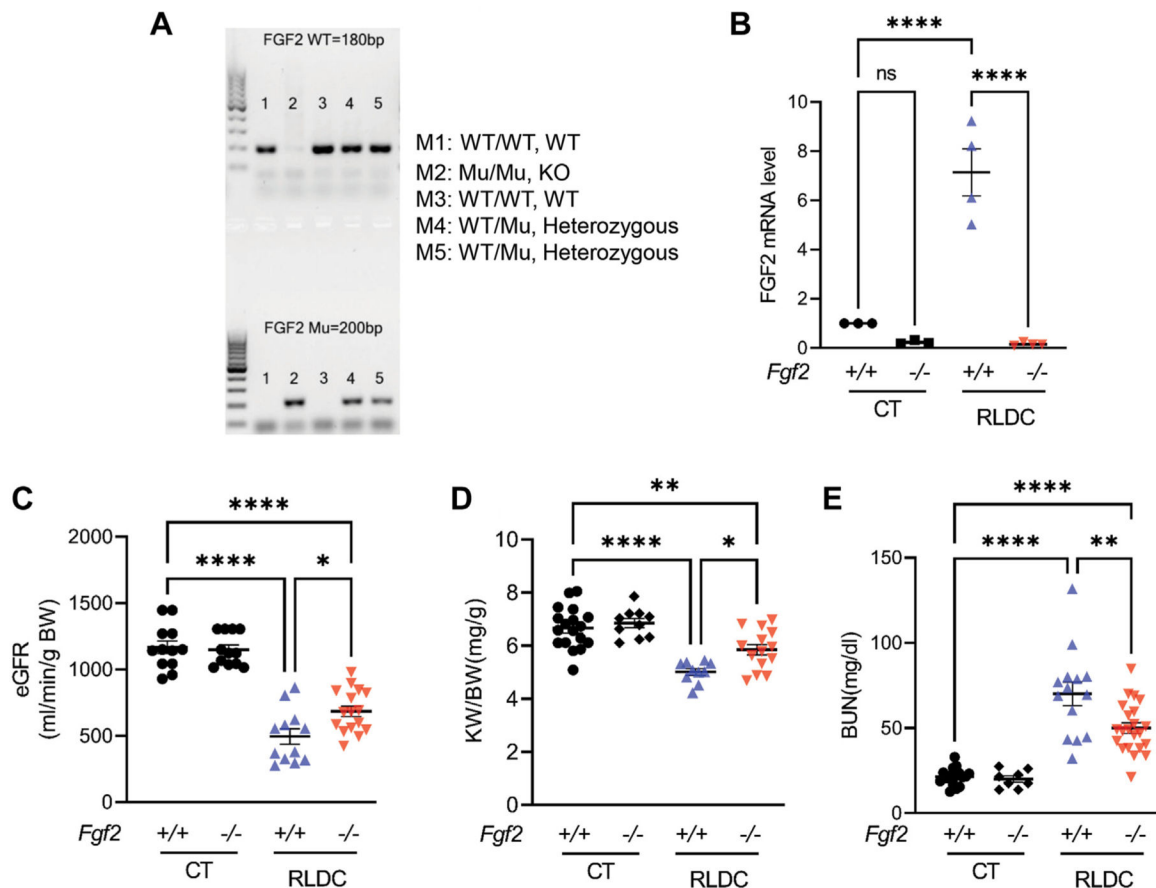 A
FGF2 WT=180bp
1 2 3 4 5
M1: WT/WT, WT
M2: Mu/Mu, KO
M3: WT/WT, WT
M4: WT/Mu, Heterozygous
M5: WT/Mu, Heterozygous
FGF2 Mu=200bp
1 2 3 4 5
B
****
ns
****
FGF2 mRNA level
10
8
6
4
2
0
Fgf2 +/+ -/- +/+ -/-
CT RLDC
C
****
**** *
eGFR
(ml/min/g BW)
2000
1500
1000
500
0
Fgf2 +/+ -/- +/+ -/-
CT RLDC
D
**
**** *
KW/BW(mg/g)
10
8
6
4
2
0
Fgf2 +/+ -/- +/+ -/-
CT RLDC
E
****
**** **
BUN(mg/dl)
150
100
50
0
Fgf2 +/+ -/- +/+ -/-
CT RLDC